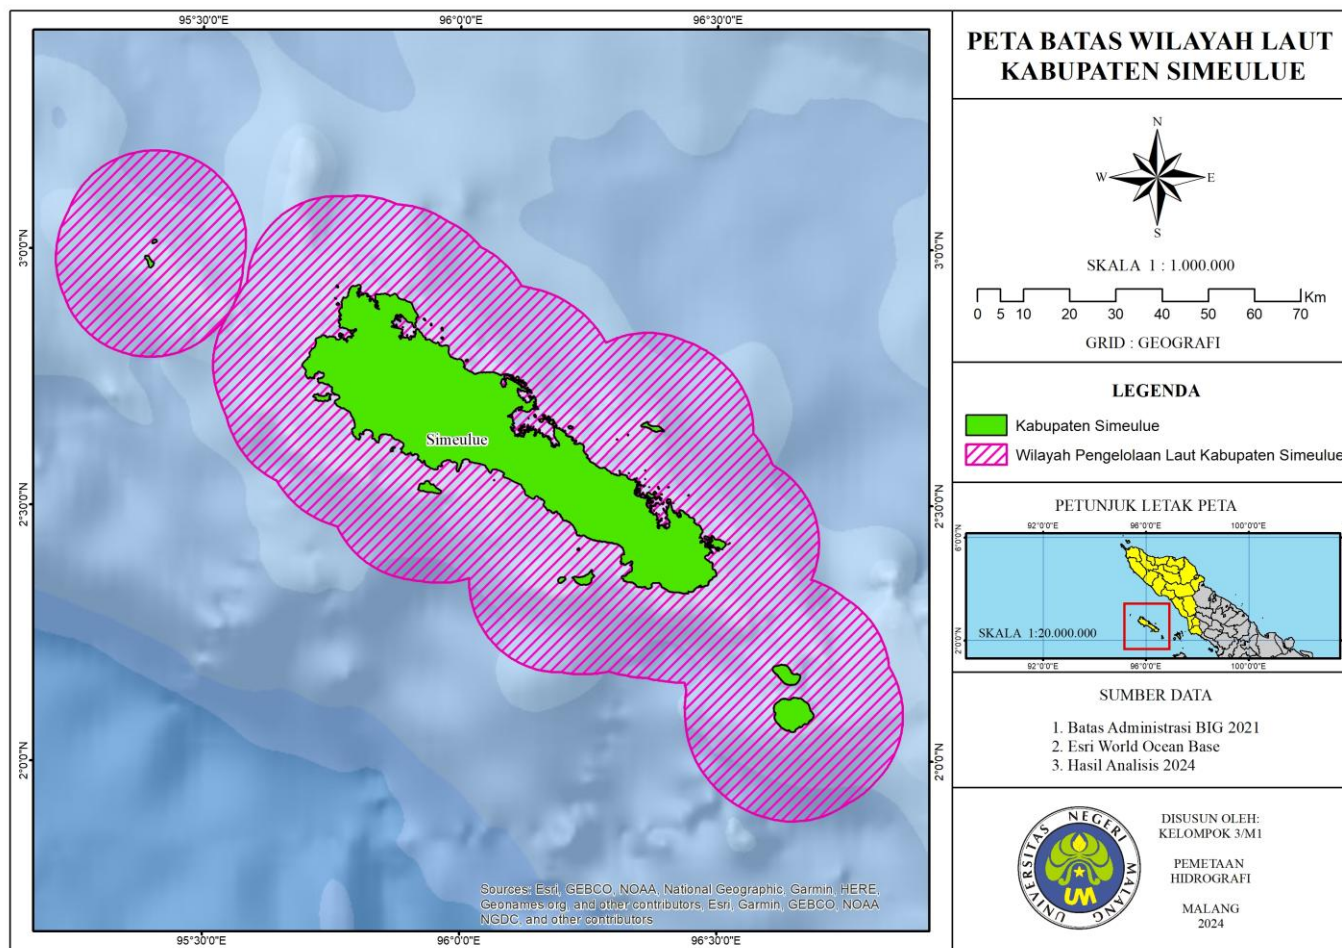 95°30'0"E
96°0'0"E
96°30'0"E
3°0'0"N
3°0'0"N
2°30'0"N
2°30'0"N
2°0'0"N
2°0'0"N
Simeulue
Sources: Esri, GEBCO, NOAA, National Geographic, Garmin, HERE,
Geonames.org, and other contributors, Esri, Garmin, GEBCO, NOAA
NGDC, and other contributors
95°30'0"E
96°0'0"E
96°30'0"E
PETA BATAS WILAYAH LAUT
KABUPATEN SIMEULUE
N
W
E
S
SKALA 1 : 1.000.000
Km
0 5 10 20 30 40 50 60 70
GRID : GEOGRAFI
LEGENDA
Kabupaten Simeulue
Wilayah Pengelolaan Laut Kabupaten Simeulue
PETUNJUK LETAK PETA
92°0'0"E
96°0'0"E
100°0'0"E
6°0'0"N
6°0'0"N
SKALA 1:20.000.000
2°0'0"N
2°0'0"N
92°0'0"E
96°0'0"E
100°0'0"E
SUMBER DATA
1. Batas Administrasi BIG 2021
2. Esri World Ocean Base
3. Hasil Analisis 2024
UNIVERSITAS NEGERI MALANG
UM
DISUSUN OLEH:
KELOMPOK 3/M1
PEMETAAN
HIDROGRAFI
MALANG
2024